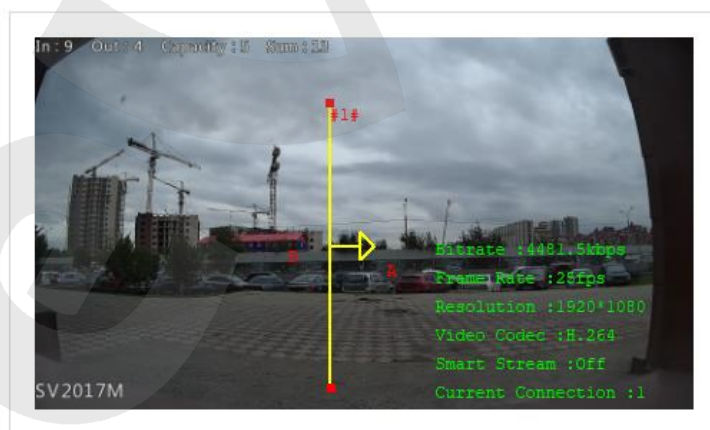 In:9 Out:4 Capacity:5 Sum:13
#1#
A
Bitrate :4481.5kbps
Frame Rate :25fps
Resolution :1920*1080
Video Codec :H.264
Smart Stream :Off
SV2017M
Current Connection :1